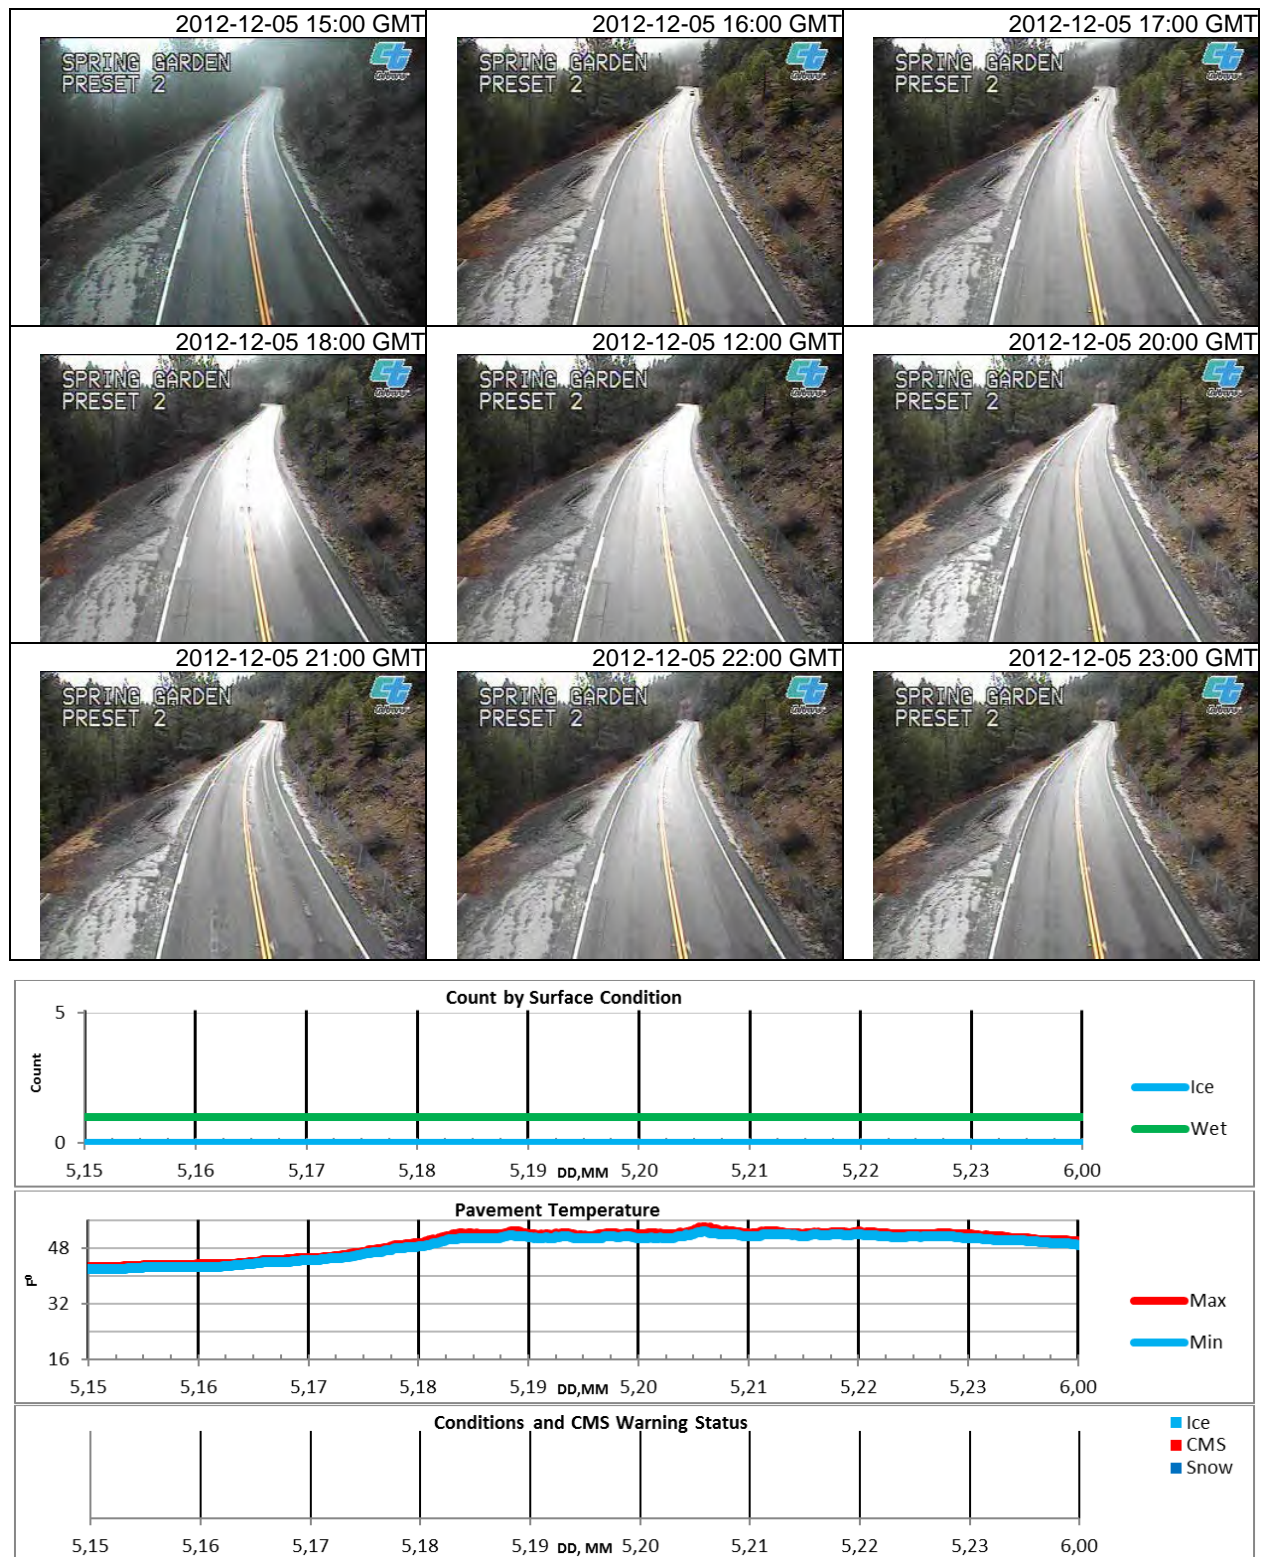 2012-12-05 15:00 GMT
SPRING GARDEN
PRESET 2
2012-12-05 16:00 GMT
SPRING GARDEN
PRESET 2
2012-12-05 17:00 GMT
SPRING GARDEN
PRESET 2
2012-12-05 18:00 GMT
SPRING GARDEN
PRESET 2
2012-12-05 12:00 GMT
SPRING GARDEN
PRESET 2
2012-12-05 20:00 GMT
SPRING GARDEN
PRESET 2
2012-12-05 21:00 GMT
SPRING GARDEN
PRESET 2
2012-12-05 22:00 GMT
SPRING GARDEN
PRESET 2
2012-12-05 23:00 GMT
SPRING GARDEN
PRESET 2
Count by Surface Condition
5
Count
0
Ice
Wet
5,15 5,16 5,17 5,18 5,19 DD,MM 5,20 5,21 5,22 5,23 6,00
Pavement Temperature
48
F⁰
32
16
Max
Min
5,15 5,16 5,17 5,18 5,19 DD,MM 5,20 5,21 5,22 5,23 6,00
Conditions and CMS Warning Status
Ice
CMS
Snow
5,15 5,16 5,17 5,18 5,19 DD, MM 5,20 5,21 5,22 5,23 6,00